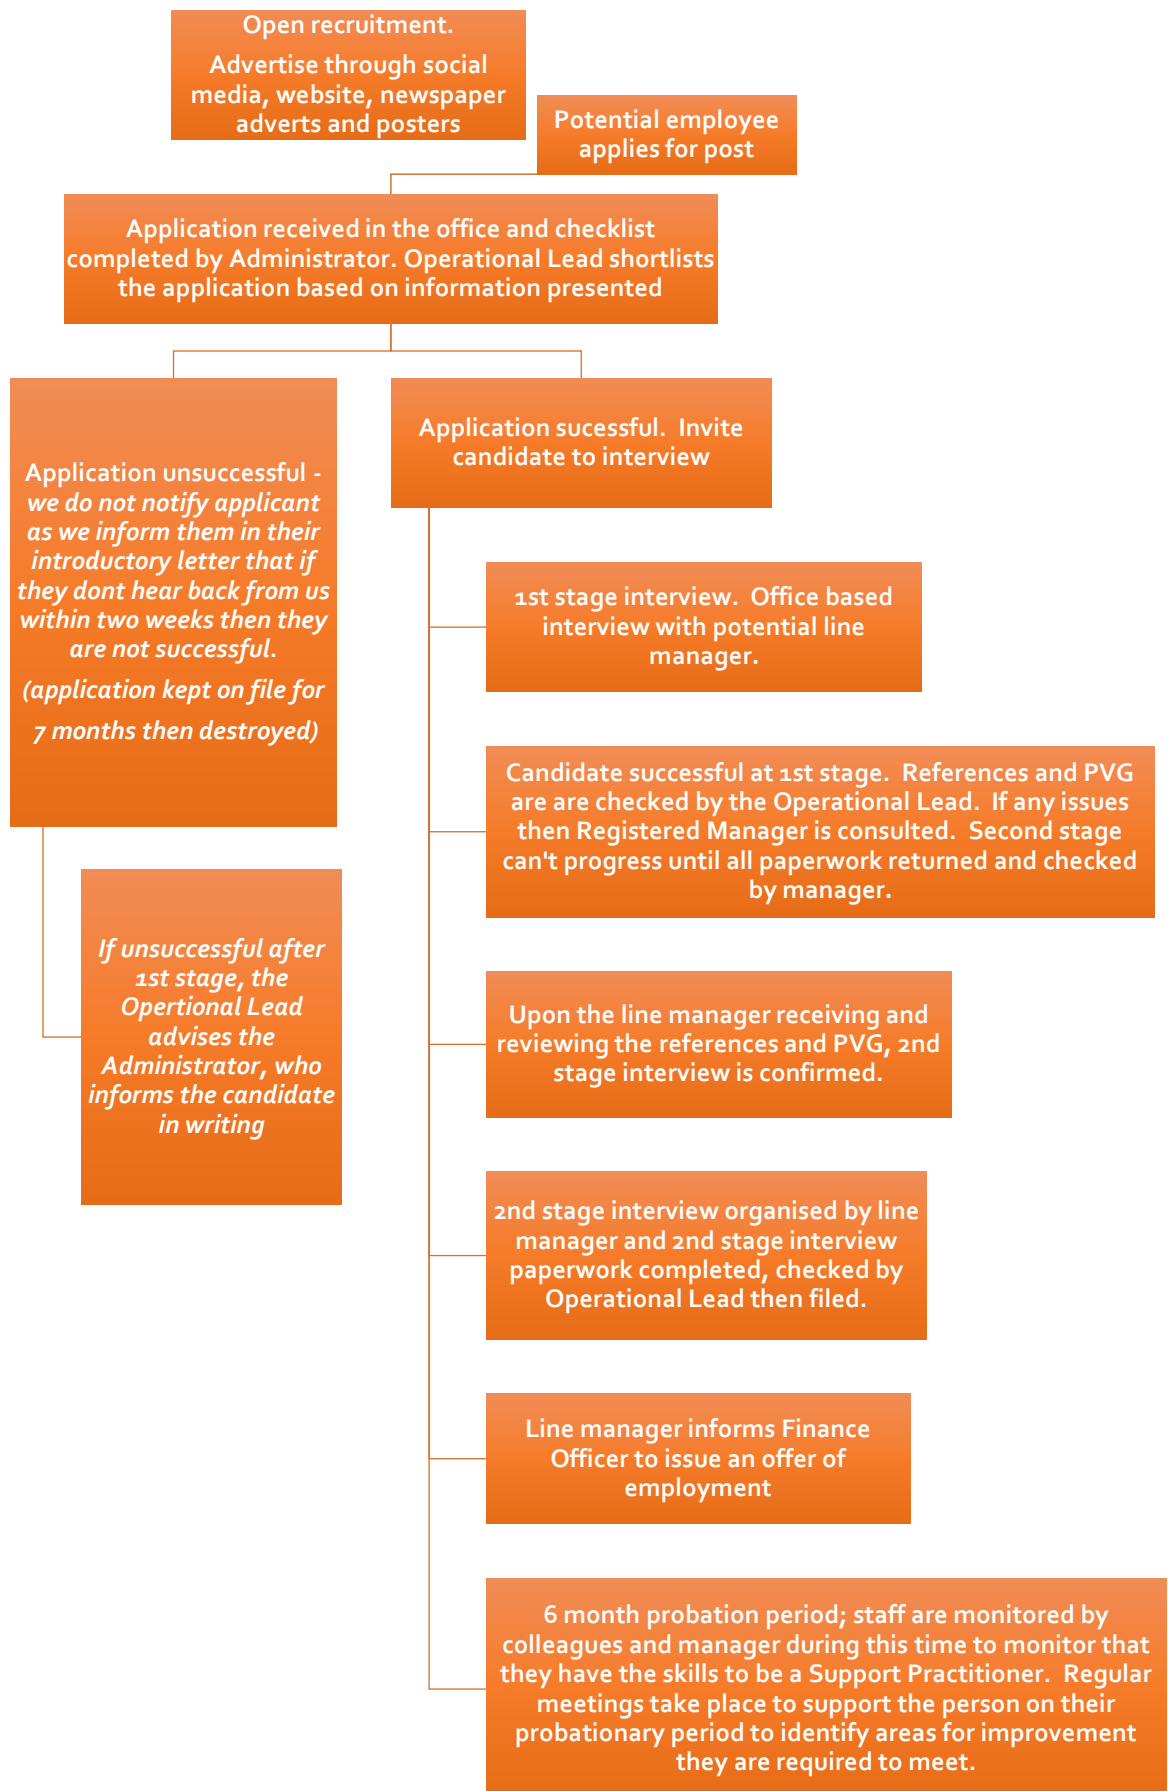 Open recruitment.
Advertise through social
media, website, newspaper
adverts and posters
Potential employee
applies for post
Application received in the office and checklist
completed by Administrator. Operational Lead shortlists
the application based on information presented
Application unsuccessful -
we do not notify applicant
as we inform them in their
introductory letter that if
they dont hear back from us
within two weeks then they
are not successful.
(application kept on file for
7 months then destroyed)
If unsuccessful after
1st stage, the
Opertional Lead
advises the
Administrator, who
informs the candidate
in writing
Application sucessful.  Invite
candidate to interview
1st stage interview.  Office based
interview with potential line
manager.
Candidate successful at 1st stage.  References and PVG
are are checked by the Operational Lead.  If any issues
then Registered Manager is consulted.  Second stage
can't progress until all paperwork returned and checked
by manager.
Upon the line manager receiving and
reviewing the references and PVG, 2nd
stage interview is confirmed.
2nd stage interview organised by line
manager and 2nd stage interview
paperwork completed, checked by
Operational Lead then filed.
Line manager informs Finance
Officer to issue an offer of
employment
6 month probation period; staff are monitored by
colleagues and manager during this time to monitor that
they have the skills to be a Support Practitioner.  Regular
meetings take place to support the person on their
probationary period to identify areas for improvement
they are required to meet.